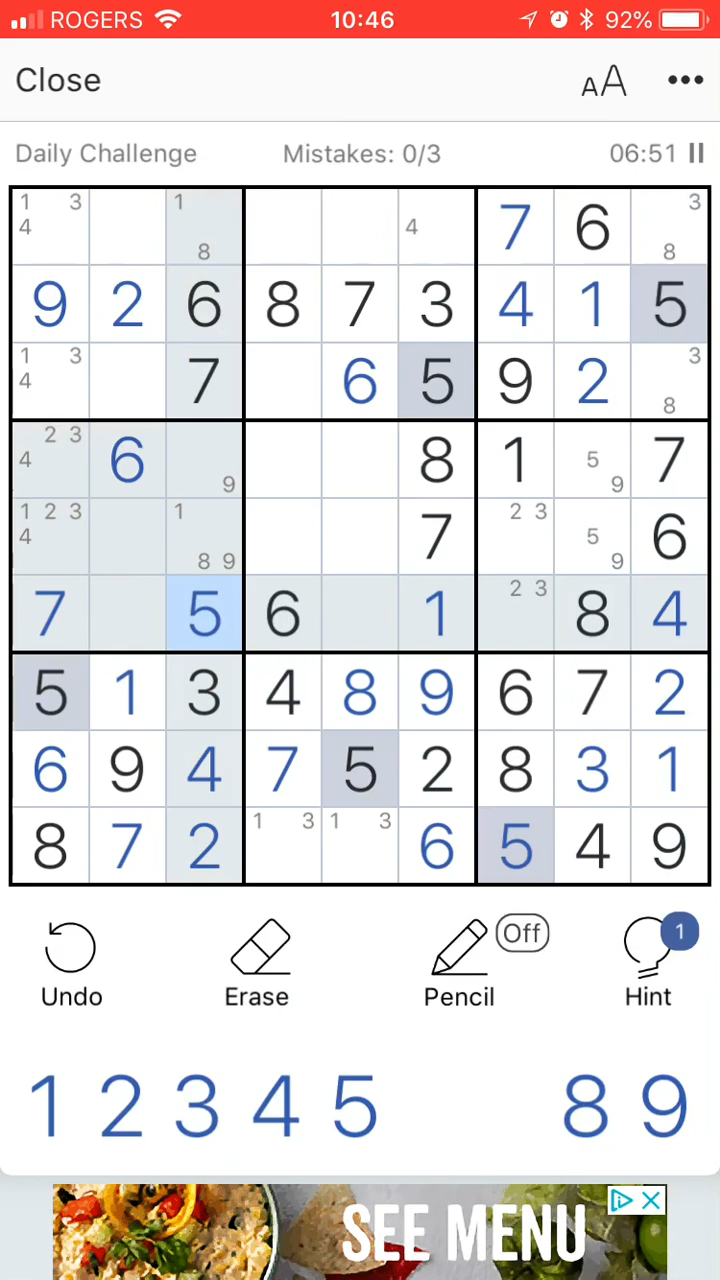 ROGERS 10:46 92%
Close AA
Daily Challenge Mistakes: 0/3 06:51
1 3 4 1 8 4 7 6 3 8
9 2 6 8 7 3 4 1 5
1 3 4 7 6 5 9 2 3 8
2 3 4 6 9 8 1 5 9 7
1 2 3 4 1 8 9 7 2 3 5 9 6
7 5 6 1 2 3 8 4
5 1 3 4 8 9 6 7 2
6 9 4 7 5 2 8 3 1
8 7 2 1 3 1 3 6 5 4 9
Off 1
Undo Erase Pencil Hint
1 2 3 4 5 8 9
SEE MENU